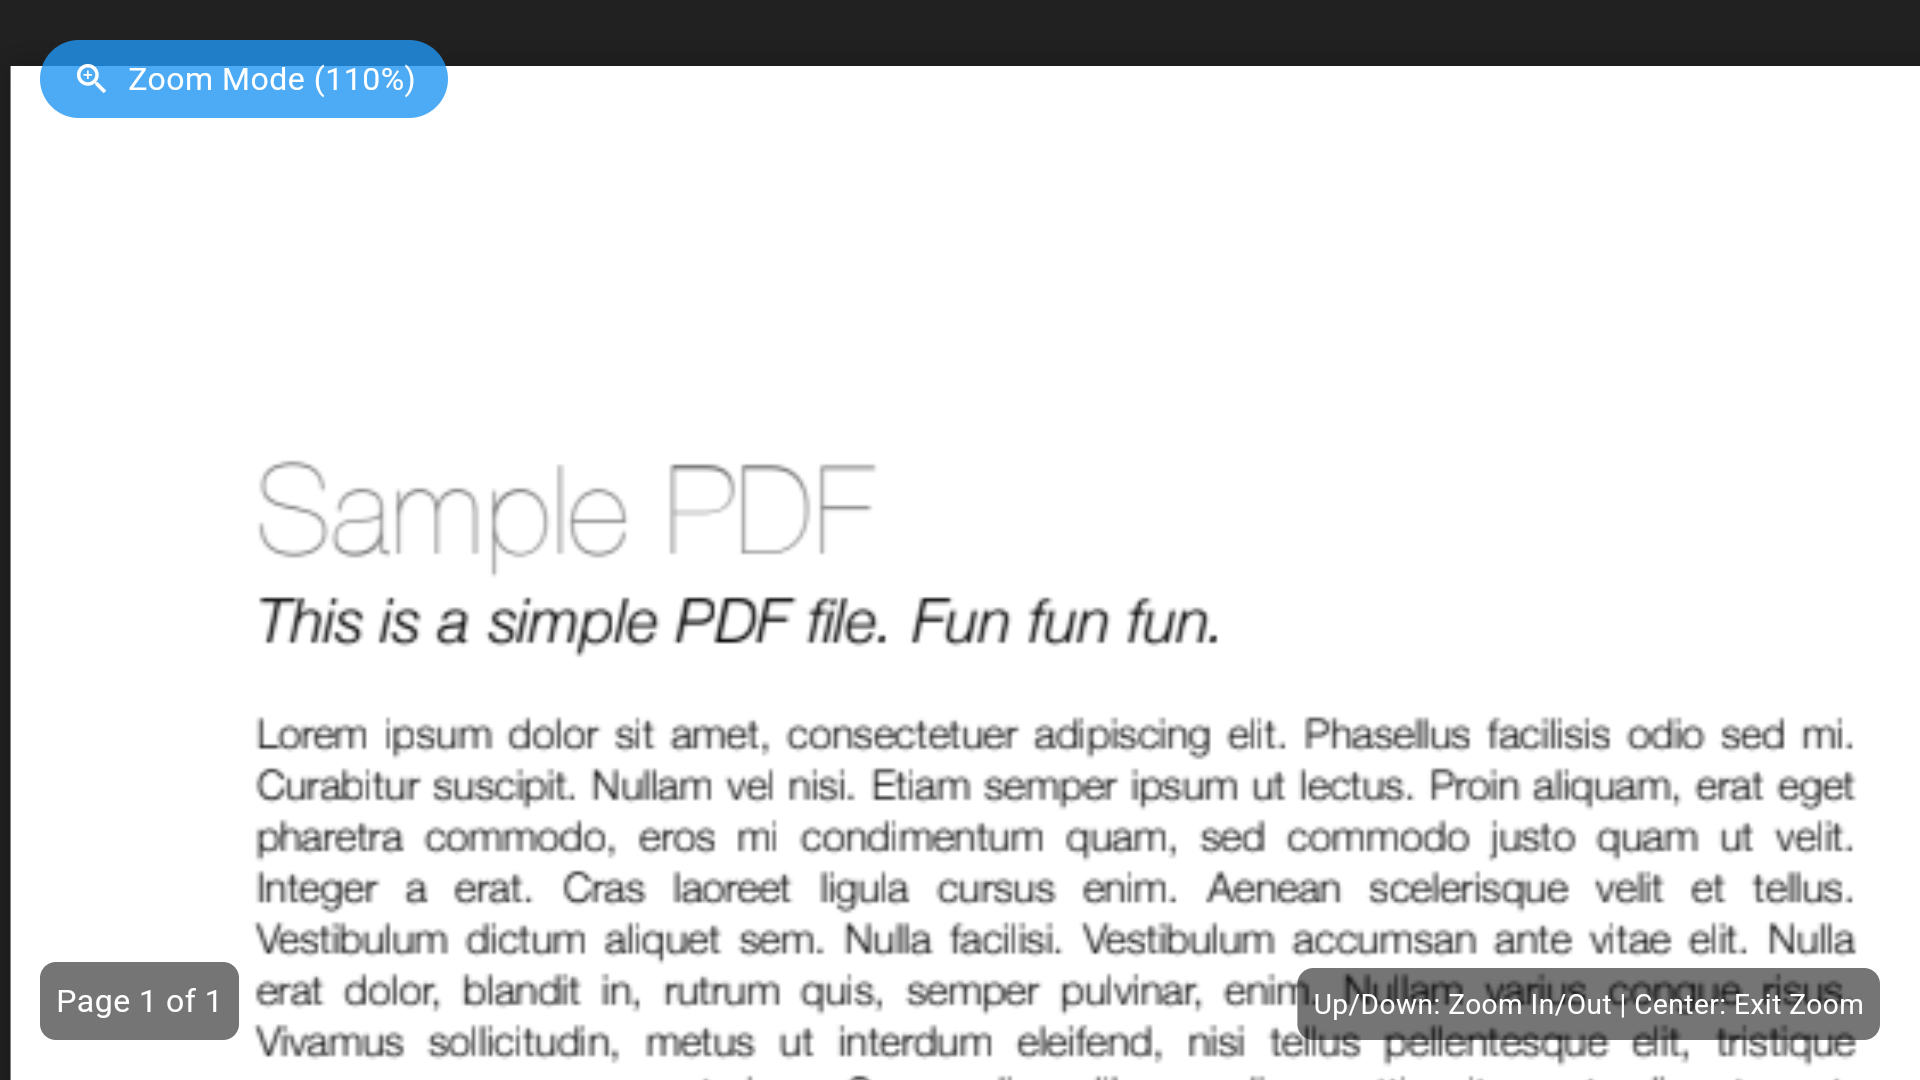 Zoom Mode (110%)
Sample PDF
This is a simple PDF file. Fun fun fun.
Lorem ipsum dolor sit amet, consectetuer adipiscing elit. Phasellus facilisis odio sed mi.
Curabitur suscipit. Nullam vel nisi. Etiam semper ipsum ut lectus. Proin aliquam, erat eget
pharetra commodo, eros mi condimentum quam, sed commodo justo quam ut velit.
Integer a erat. Cras laoreet ligula cursus enim. Aenean scelerisque velit et tellus.
Vestibulum dictum aliquet sem. Nulla facilisi. Vestibulum accumsan ante vitae elit. Nulla
erat dolor, blandit in, rutrum quis, semper pulvinar, enim. Nullam varius congue risus.
Vivamus sollicitudin, metus ut interdum eleifend, nisi tellus pellentesque elit, tristique
Page 1 of 1
Up/Down: Zoom In/Out | Center: Exit Zoom